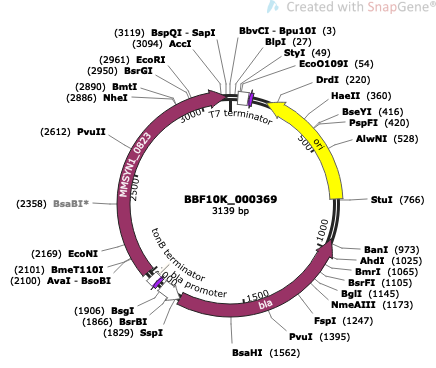 Created with SnapGene®
(3119) BspQI - SapI
(3094) AccI
(2961) EcoRI
(2950) BsrGI
(2890) BmtI
(2886) NheI
(2612) PvuII
(2358) BsaBI*
(2169) EcoNI
(2101) BmeT110I
(2100) AvaI - BsoBI
(1906) BsgI
(1866) BsrBI
(1829) SspI
BbvCI - Bpu10I (3)
BlpI (27)
StyI (49)
EcoO109I (54)
DrdI (220)
HaeII (360)
BseYI (416)
PspFI (420)
AlwNI (528)
StuI (766)
BanI (973)
AhdI (1025)
BmrI (1065)
BsrFI (1105)
BglI (1145)
NmeAIII (1173)
FspI (1247)
PvuI (1395)
BsaHI (1562)
T7 terminator
ori
MMSYN1_0823
BBF10K_000369
3139 bp
tonB terminator
bla promoter
bla
500
1000
1500
2500
3000